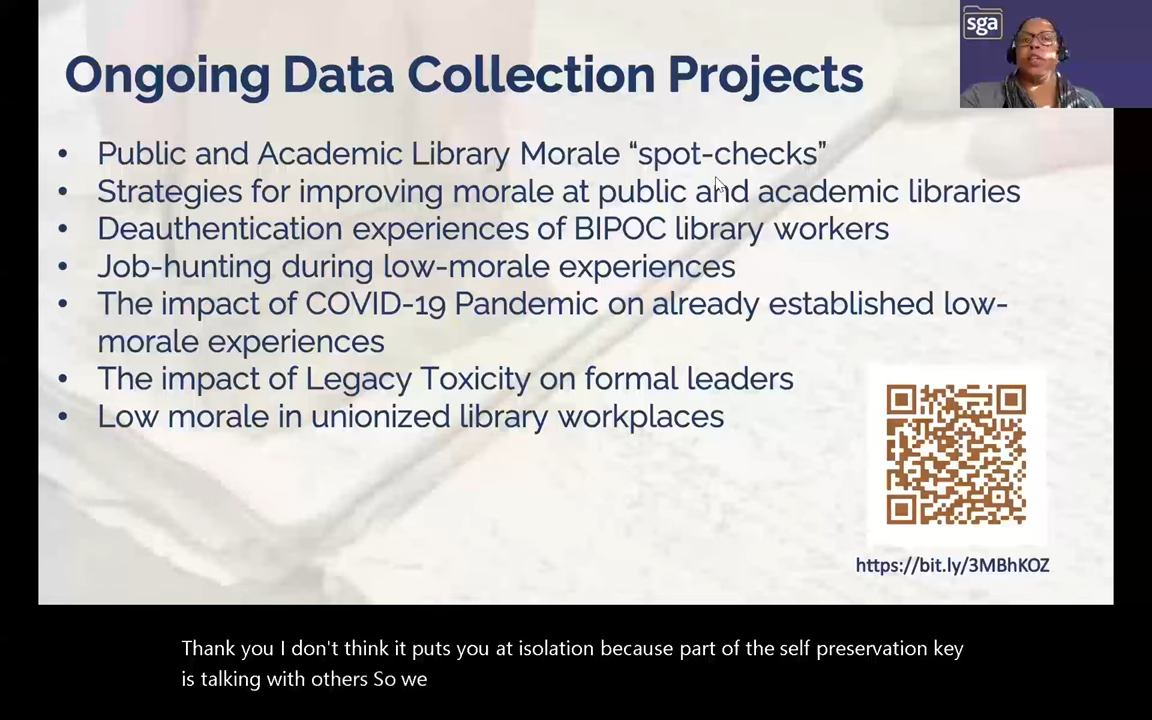 sga
Ongoing Data Collection Projects
• Public and Academic Library Morale “spot-checks”
• Strategies for improving morale at public and academic libraries
• Deauthentication experiences of BIPOC library workers
• Job-hunting during low-morale experiences
• The impact of COVID-19 Pandemic on already established low-
morale experiences
• The impact of Legacy Toxicity on formal leaders
• Low morale in unionized library workplaces
https://bit.ly/3MBhKOZ
Thank you I don't think it puts you at isolation because part of the self preservation key
is talking with others So we